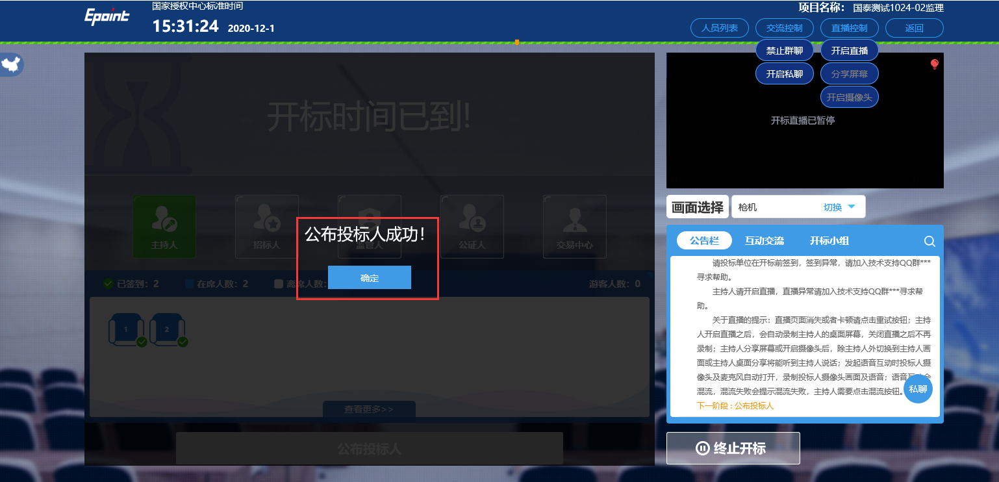 Epoint
国家授权中心标准时间
15:31:24 2020-12-1
项目名称： 国泰测试1024-02监理
人员列表 交流控制 直播控制 返回
禁止群聊 开启直播
开启私聊 分享屏幕
开启摄像头
开标时间已到!
开标直播已暂停
主持人 招标人 监管人 公证人 交易中心
公布投标人成功!
确定
已签到：2 在席人数：2 离席人数: 游客人数：0
1 2
查看更多>>
公布投标人
画面选择 枪机 切换
公告栏 互动交流 开标小组
请投标单位在开标前签到，签到异常，请加入技术支持QQ群***
寻求帮助。
主持人请开启直播，直播异常请加入技术支持QQ群***寻求帮
助。
关于直播的提示：直播页面消失或者卡顿请点击重试按钮；主持
人开启直播之后，会自动录制主持人的桌面屏幕，关闭直播之后不再
录制；主持人分享屏幕或开启摄像头后，除主持人外切换到主持人画
面或主持人桌面分享将能听到主持人说话；发起语音互动时投标人摄
像头及麦克风自动打开，录制投标人摄像头画面及语音；语音互动会
混流，混流失败会提示混流失败，主持人需要点击混流按钮。
私聊
下一阶段 : 公布投标人
终止开标